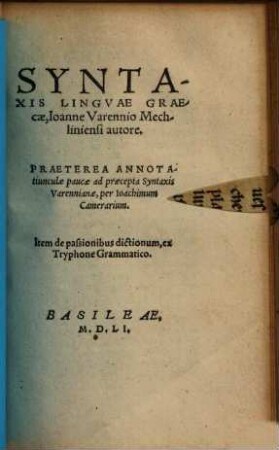 SYNTA-
XIS LINGVAE GRAE-
cæ, Ioanne Varennio Mech-
liniensi autore.
PRAETEREA ANNOTA-
tiunculæ paucæ ad præcepta Syntaxis
Varennianæ, per Ioachimum
Camerarium.
Item de passionibus dictionum, ex
Tryphone Grammatico.
BASILEAE,
M. D. LI.